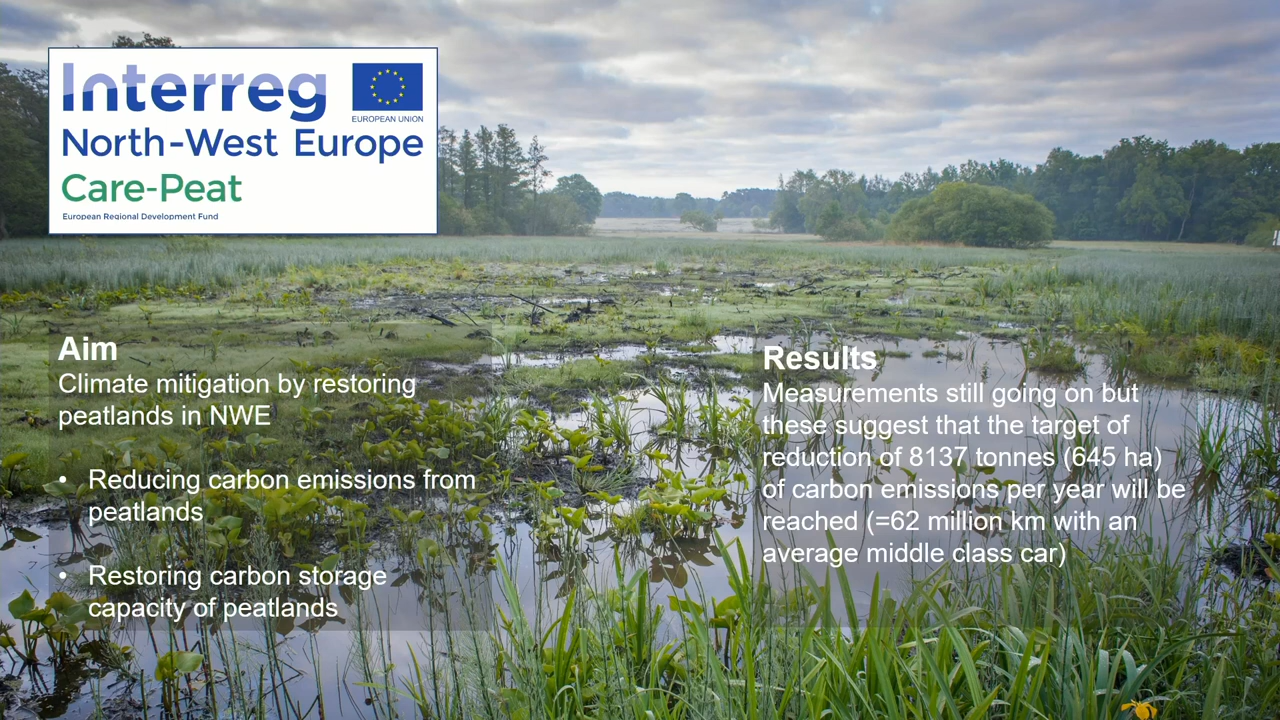 Interreg
EUROPEAN UNION
North-West Europe
Care-Peat
European Regional Development Fund
Aim
Climate mitigation by restoring
peatlands in NWE
• Reducing carbon emissions from
peatlands
• Restoring carbon storage
capacity of peatlands
Results
Measurements still going on but
these suggest that the target of
reduction of 8137 tonnes (645 ha)
of carbon emissions per year will be
reached (=62 million km with an
average middle class car)